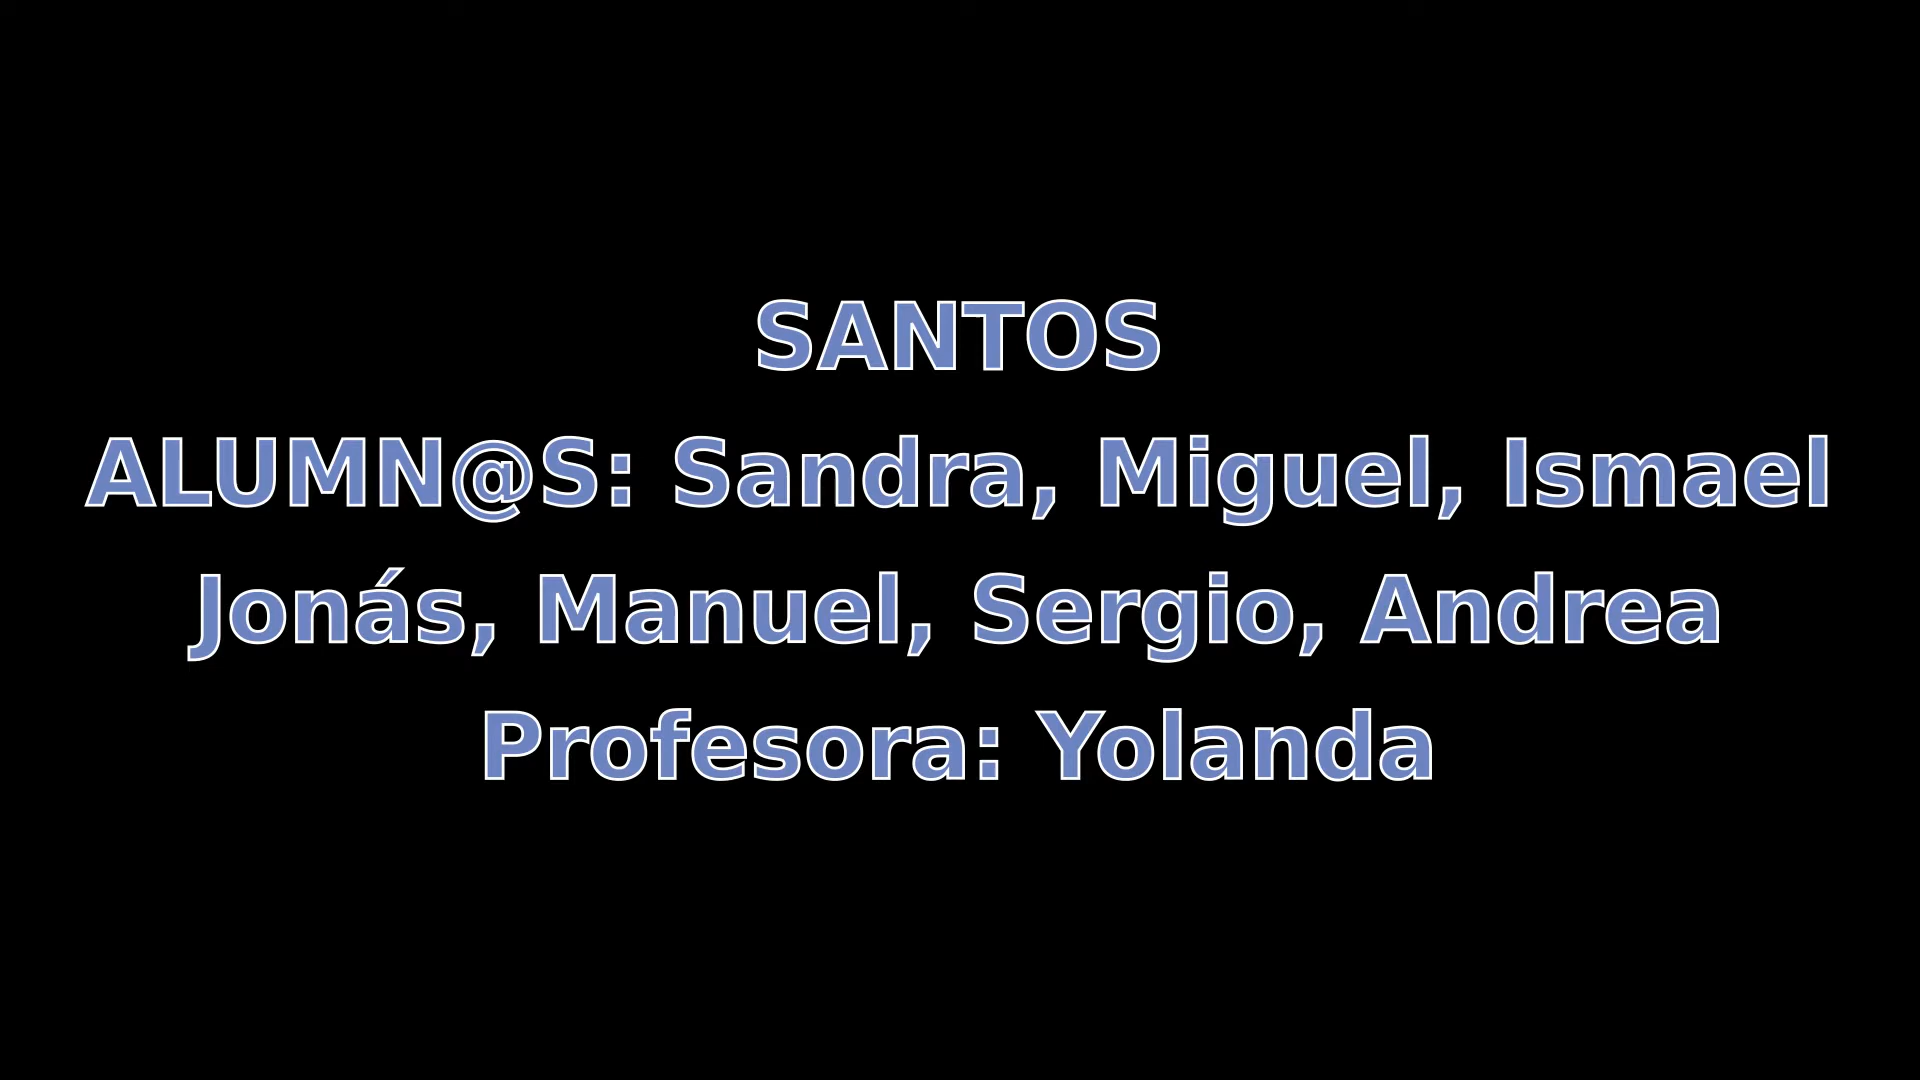 SANTOS
ALUMN@S: Sandra, Miguel, Ismael
Jonás, Manuel, Sergio, Andrea
Profesora: Yolanda